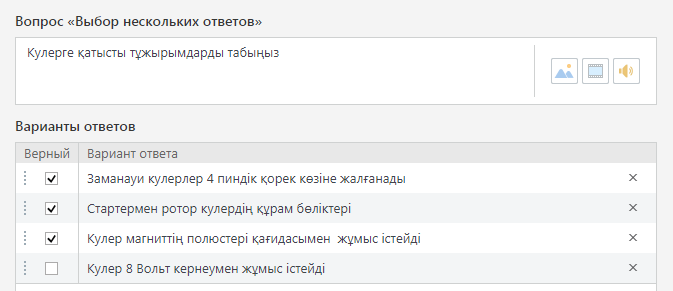 Вопрос «Выбор нескольких ответов»
Кулерге қатысты тұжырымдарды табыңыз
Варианты ответов
Верный Вариант ответа
Заманауи кулерлер 4 пиндік қорек көзіне жалғанады
Стартермен ротор кулердің құрам бөліктері
Кулер магниттің полюстері қағидасымен жұмыс істейді
Кулер 8 Вольт кернеумен жұмыс істейді